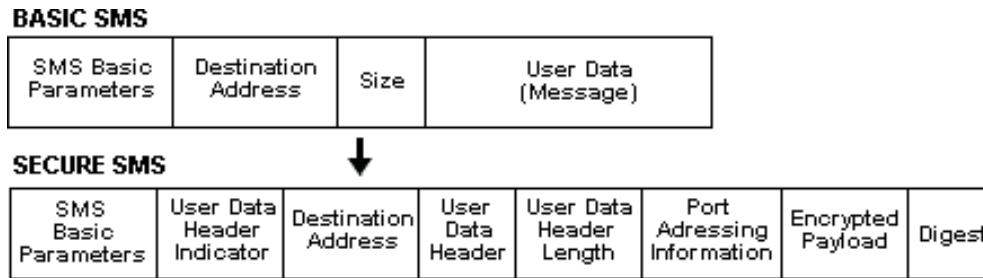 BASIC SMS
SMS Basic
Parameters
Destination
Address
Size
User Data
(Message)
SECURE SMS
SMS
Basic
Parameters
User Data
Header
Indicator
Destination
Address
User
Data
Header
User Data
Header
Length
Port
Adressing
Information
Encrypted
Payload
Digest